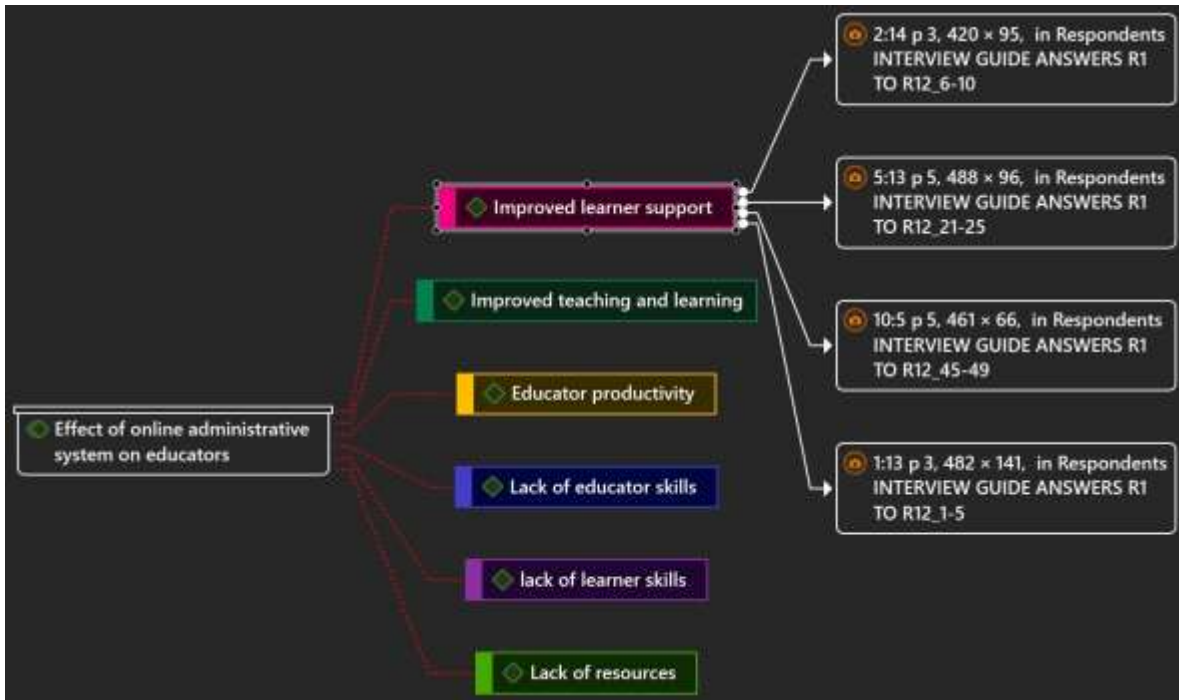 Effect of online administrative
system on educators
Improved learner support
Improved teaching and learning
Educator productivity
Lack of educator skills
lack of learner skills
Lack of resources
2:14 p 3, 420 × 95, in Respondents
INTERVIEW GUIDE ANSWERS R1
TO R12_6-10
5:13 p 5, 488 × 96, in Respondents
INTERVIEW GUIDE ANSWERS R1
TO R12_21-25
10:5 p 5, 461 × 66, in Respondents
INTERVIEW GUIDE ANSWERS R1
TO R12_45-49
1:13 p 3, 482 × 141, in Respondents
INTERVIEW GUIDE ANSWERS R1
TO R12_1-5